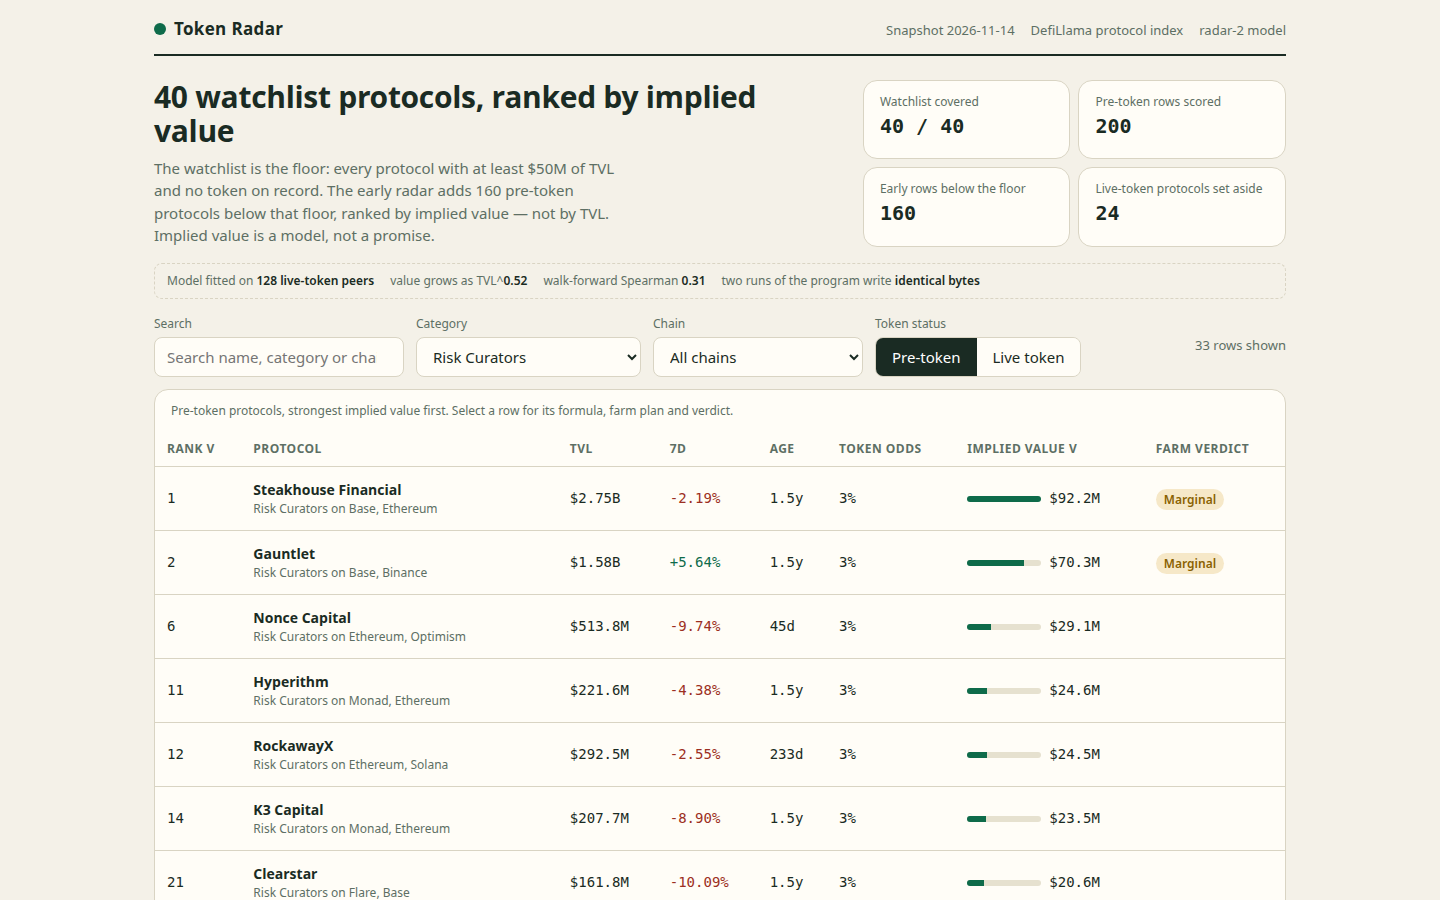 Token Radar
Snapshot 2026-11-14 DefiLlama protocol index radar-2 model
40 watchlist protocols, ranked by implied
value
The watchlist is the floor: every protocol with at least $50M of TVL
and no token on record. The early radar adds 160 pre-token
protocols below that floor, ranked by implied value — not by TVL.
Implied value is a model, not a promise.
Watchlist covered
40 / 40
Pre-token rows scored
200
Early rows below the floor
160
Live-token protocols set aside
24
Model fitted on 128 live-token peers value grows as TVL^0.52 walk-forward Spearman 0.31 two runs of the program write identical bytes
Search Category Chain Token status
Search name, category or cha Risk Curators All chains Pre-token Live token 33 rows shown
Pre-token protocols, strongest implied value first. Select a row for its formula, farm plan and verdict.
RANK V PROTOCOL TVL 7D AGE TOKEN ODDS IMPLIED VALUE V FARM VERDICT
1 Steakhouse Financial $2.75B -2.19% 1.5y 3% $92.2M Marginal
Risk Curators on Base, Ethereum
2 Gauntlet $1.58B +5.64% 1.5y 3% $70.3M Marginal
Risk Curators on Base, Binance
6 Nonce Capital $513.8M -9.74% 45d 3% $29.1M
Risk Curators on Ethereum, Optimism
11 Hyperithm $221.6M -4.38% 1.5y 3% $24.6M
Risk Curators on Monad, Ethereum
12 RockawayX $292.5M -2.55% 233d 3% $24.5M
Risk Curators on Ethereum, Solana
14 K3 Capital $207.7M -8.90% 1.5y 3% $23.5M
Risk Curators on Monad, Ethereum
21 Clearstar $161.8M -10.09% 1.5y 3% $20.6M
Risk Curators on Flare, Base